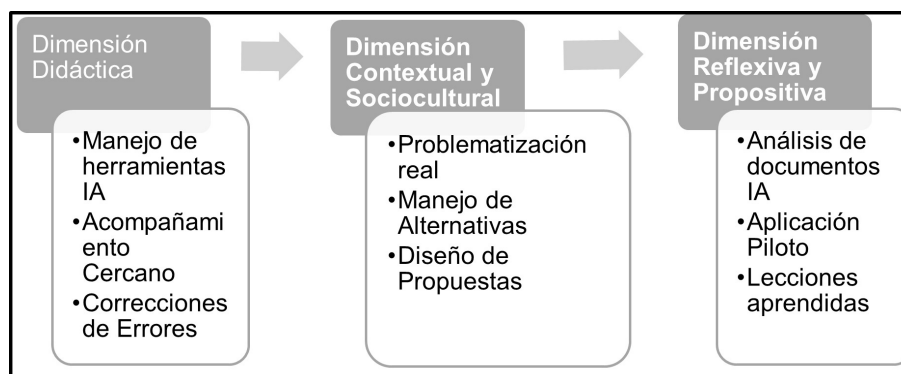 Dimensión
Didáctica
•Manejo de
herramientas
IA
•Acompañami
ento
Cercano
•Correcciones
de Errores
Dimensión
Contextual y
Sociocultural
•Problematización
real
•Manejo de
Alternativas
•Diseño de
Propuestas
Dimensión
Reflexiva y
Propositiva
•Análisis de
documentos
IA
•Aplicación
Piloto
•Lecciones
aprendidas